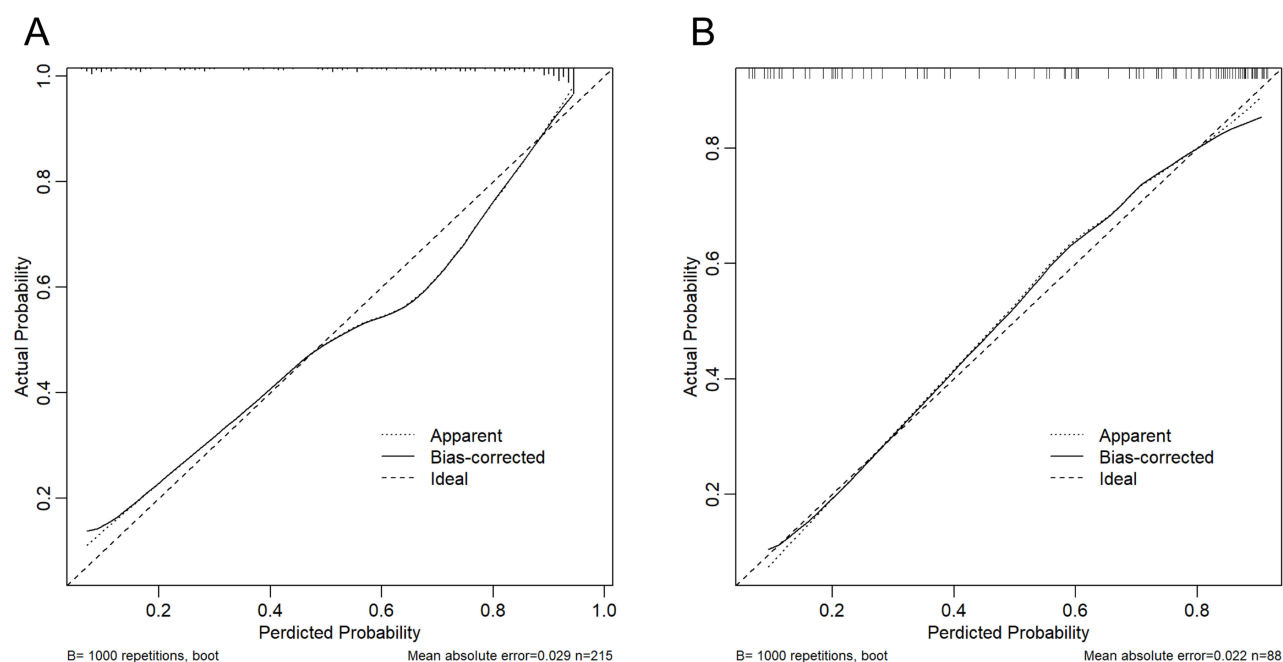 A
1.0
0.8
0.6
0.4
0.2
Actual Probability
Apparent
Bias-corrected
Ideal
0.2 0.4 0.6 0.8 1.0
Perdicted Probability
B= 1000 repetitions, boot Mean absolute error=0.029 n=215
B
0.8
0.6
0.4
0.2
Actual Probability
Apparent
Bias-corrected
Ideal
0.2 0.4 0.6 0.8
Perdicted Probability
B= 1000 repetitions, boot Mean absolute error=0.022 n=88